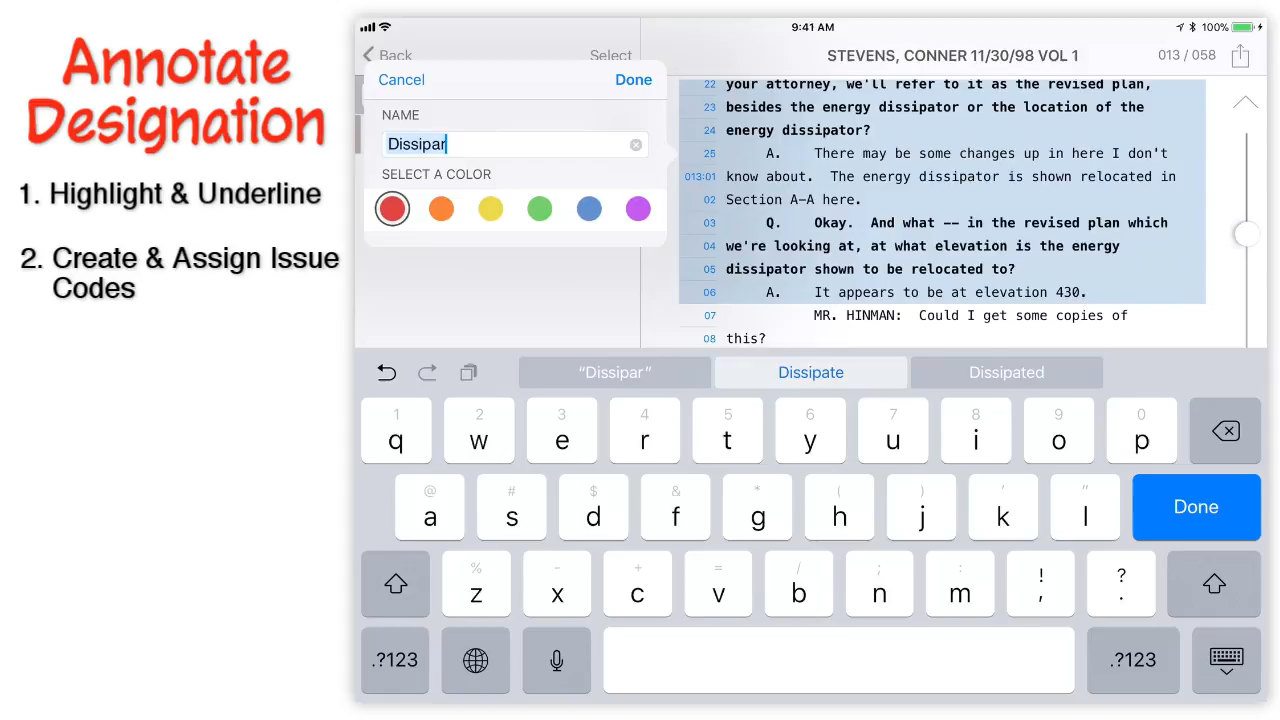 Annotate
Designation
1. Highlight & Underline
2. Create & Assign Issue
Codes
9:41 AM
100%
Back
Select
STEVENS, CONNER 11/30/98 VOL 1
013 / 058
Cancel
Done
NAME
Dissipar
SELECT A COLOR
22 your attorney, we'll refer to it as the revised plan,
23 besides the energy dissipator or the location of the
24 energy dissipator?
25 A. There may be some changes up in here I don't
013:01 know about. The energy dissipator is shown relocated in
02 Section A-A here.
03 Q. Okay. And what -- in the revised plan which
04 we're looking at, at what elevation is the energy
05 dissipator shown to be relocated to?
06 A. It appears to be at elevation 430.
07 MR. HINMAN: Could I get some copies of
08 this?
“Dissipar” Dissipate Dissipated
1 2 3 4 5 6 7 8 9 0
q w e r t y u i o p
@ # $ & * ( ) ' "
a s d f g h j k l Done
% - + = / ; : ! ?
z x c v b n m , .
.?123 .?123